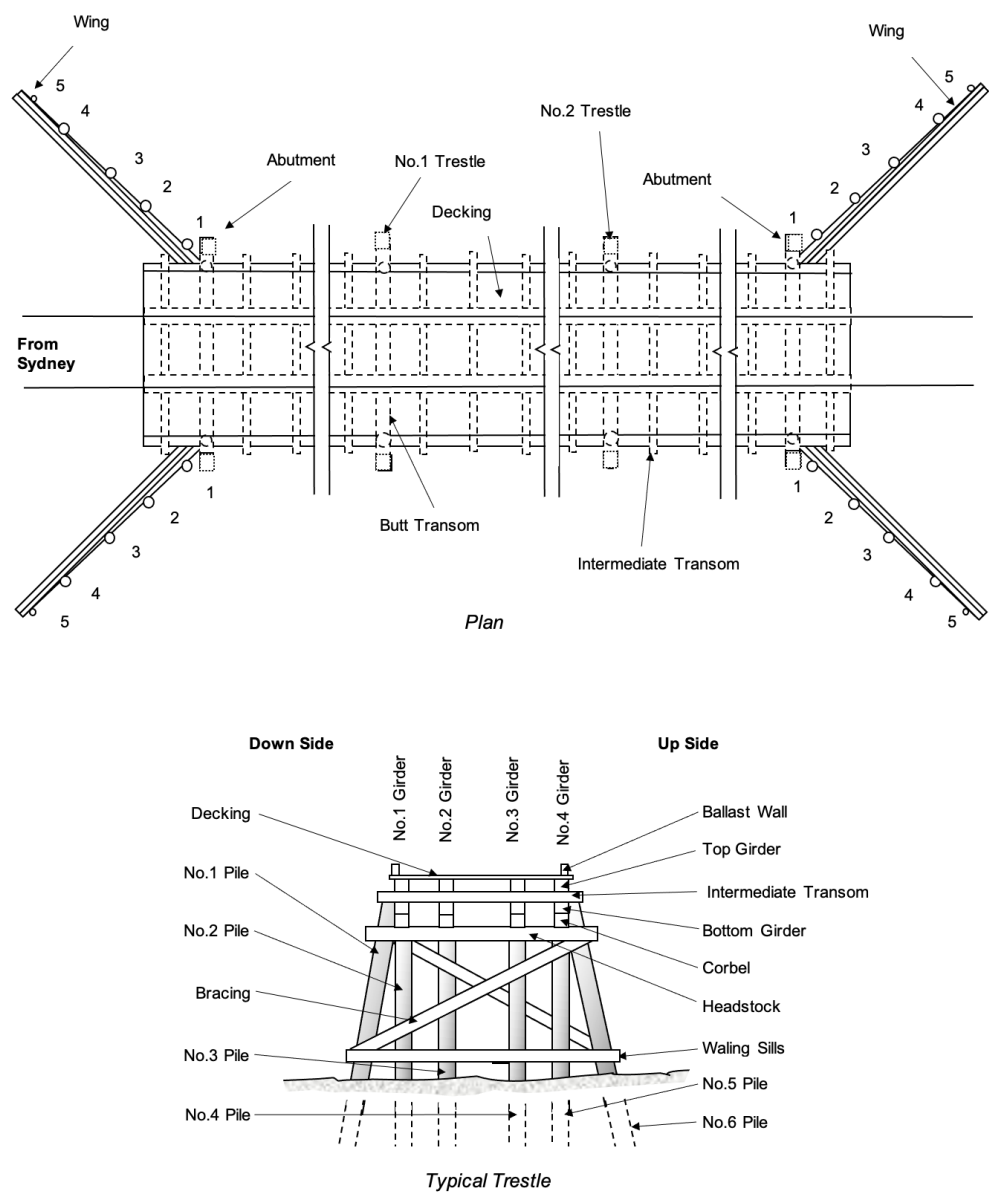 Wing
Wing
5
4
3
2
1
5
4
3
2
1
Abutment
No.1 Trestle
No.2 Trestle
Abutment
Decking
From
Sydney
1
2
3
4
5
1
2
3
4
5
Butt Transom
Intermediate Transom
Plan
Down Side
Up Side
No.1 Girder
No.2 Girder
No.3 Girder
No.4 Girder
Decking
No.1 Pile
No.2 Pile
Bracing
No.3 Pile
No.4 Pile
Ballast Wall
Top Girder
Intermediate Transom
Bottom Girder
Corbel
Headstock
Waling Sills
No.5 Pile
No.6 Pile
Typical Trestle